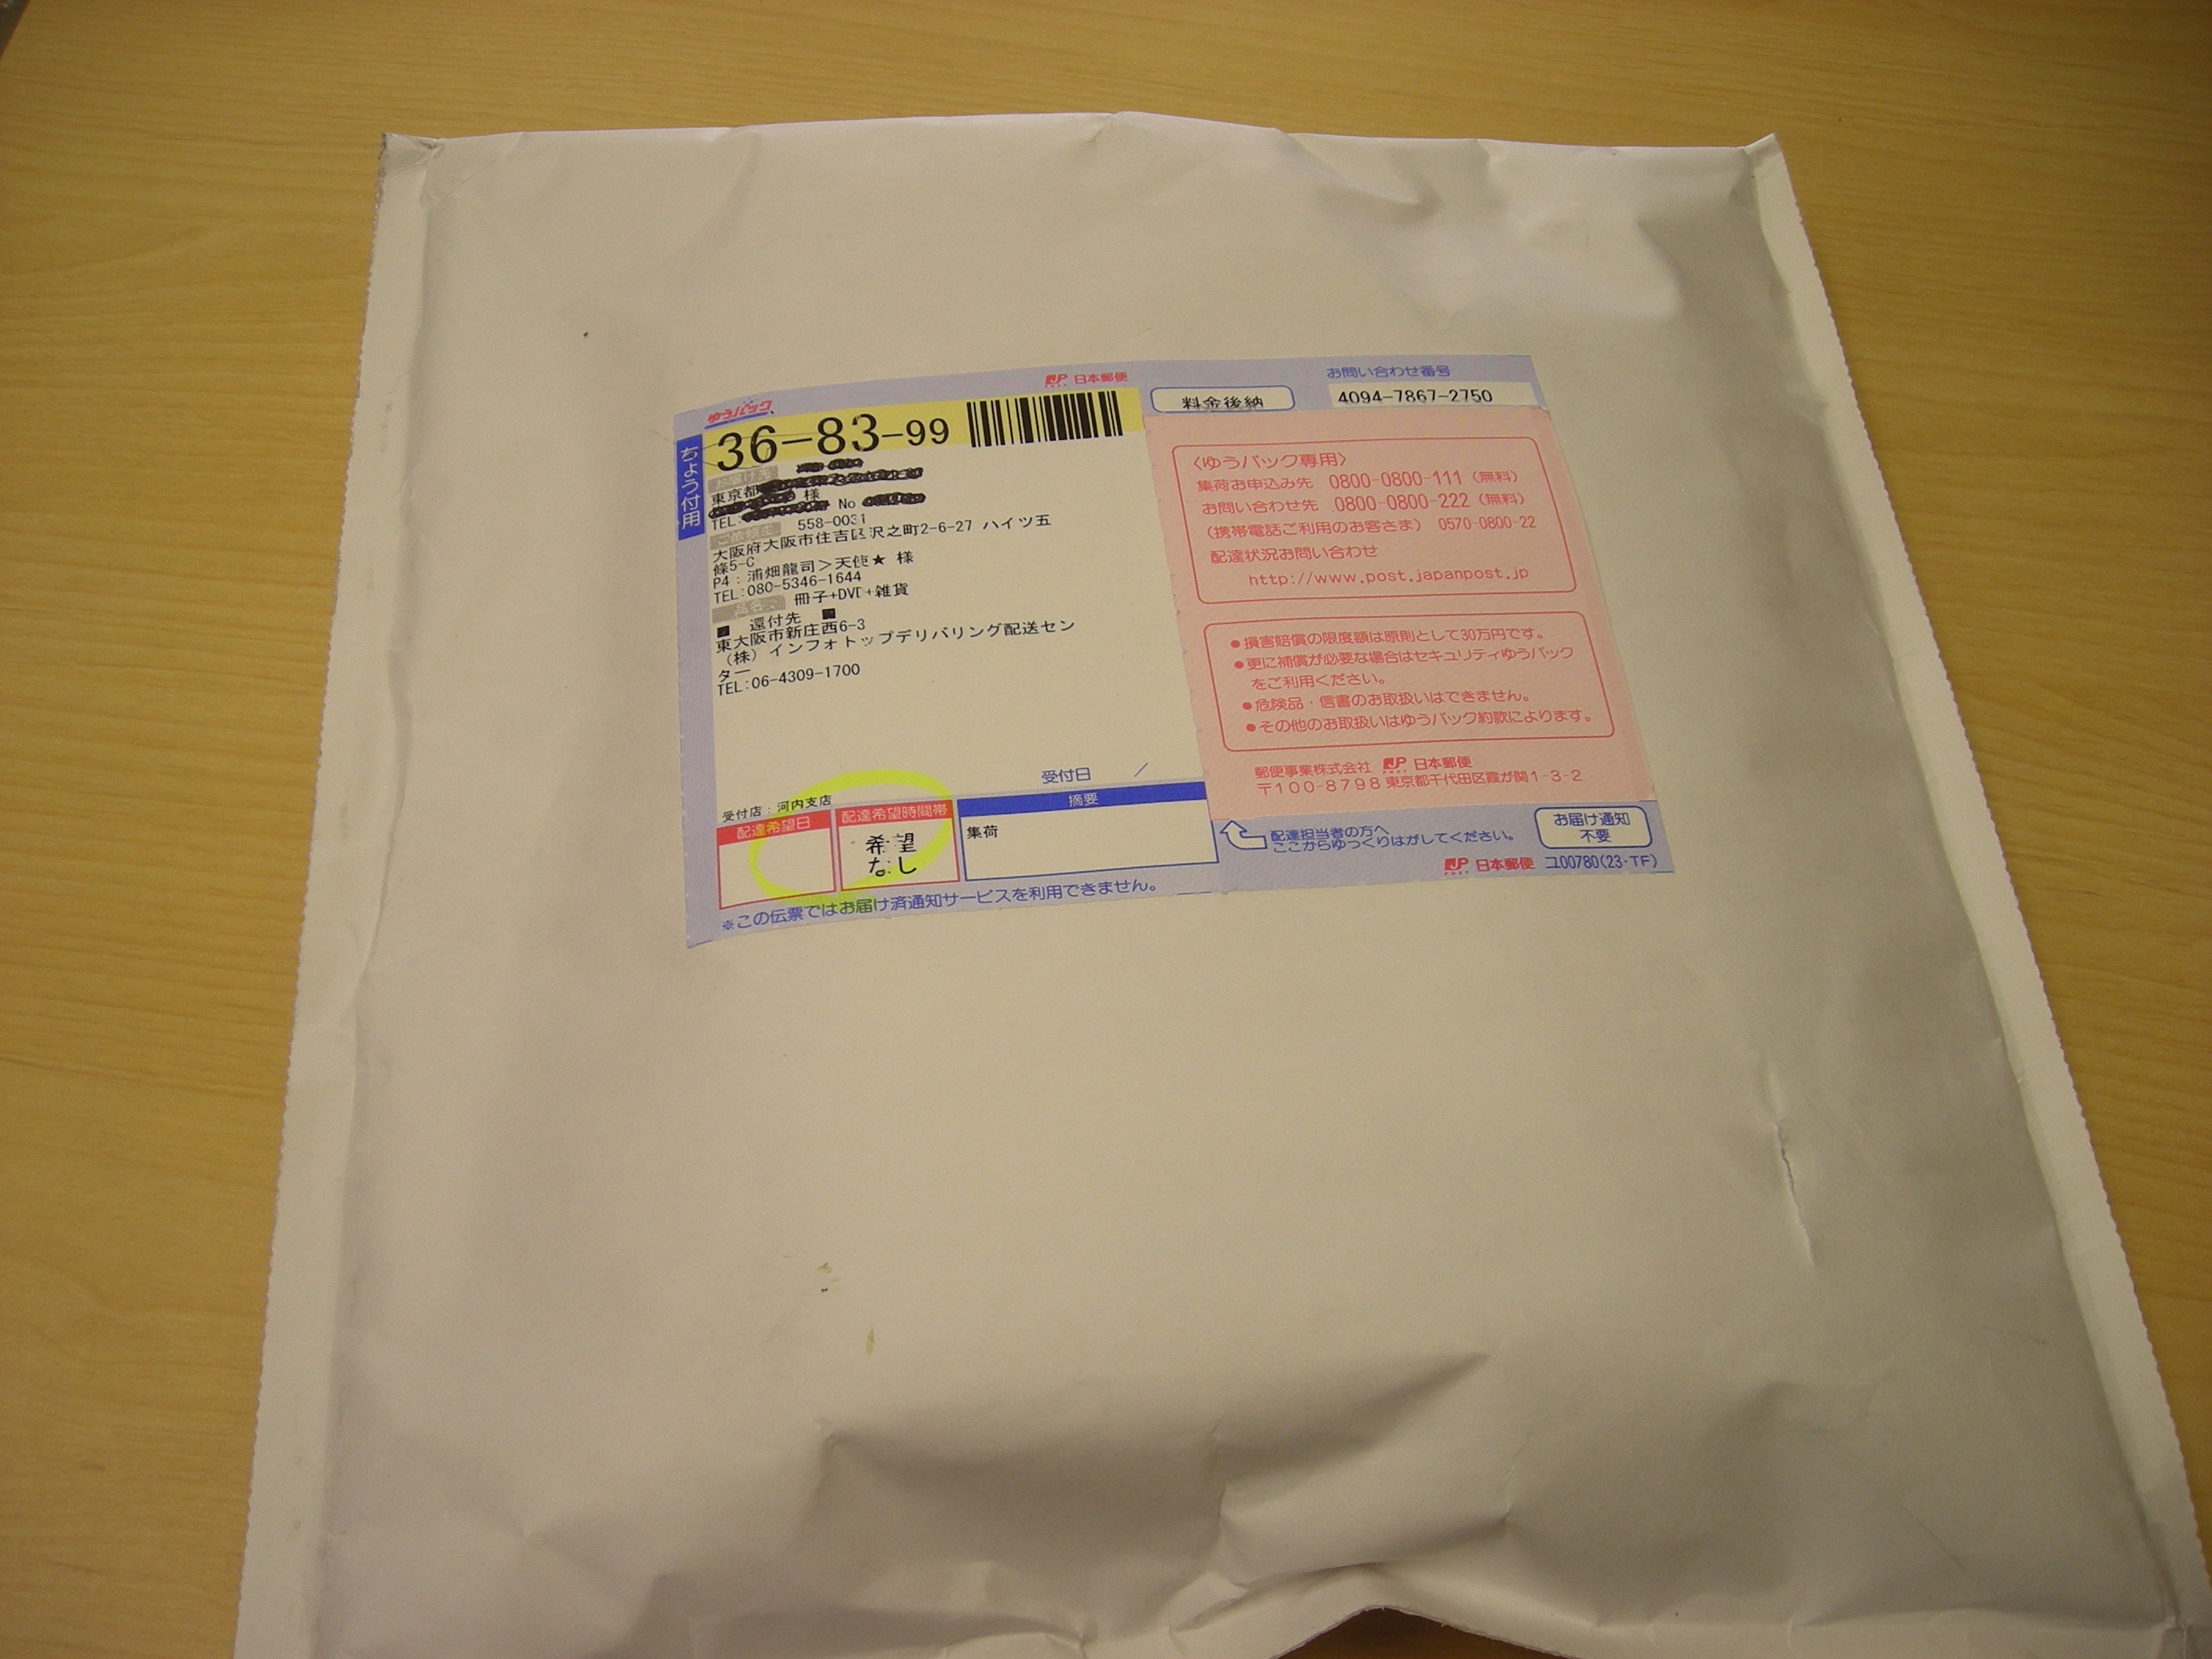 ゆうパック
JP 日本郵便
料金後納
お問い合わせ番号
4094-7867-2750
ちょう付用
36-83-99
お届け先
東京都
様
No
TEL:
ご依頼主 558-0031
大阪府大阪市住吉区沢之町2-6-27 ハイツ五
條5-C
P4：浦畑龍司＞天使★ 様
TEL:080-5346-1644
品名 冊子+DVD+雑貨
■ 還付先 ■
東大阪市新庄西6-3
（株）インフォトップデリバリング配送セン
ター
TEL:06-4309-1700
受付日 /
受付店：河内支店
配達希望日
配達希望時間帯
希望
なし
摘要
集荷
※この伝票ではお届け済通知サービスを利用できません。
〈ゆうパック専用〉
集荷お申込み先 0800-0800-111（無料）
お問い合わせ先 0800-0800-222（無料）
（携帯電話ご利用のお客さま） 0570-0800-22
配達状況お問い合わせ
http://www.post.japanpost.jp
●損害賠償の限度額は原則として30万円です。
●更に補償が必要な場合はセキュリティゆうパック
をご利用ください。
●危険品・信書のお取扱いはできません。
●その他のお取扱いはゆうパック約款によります。
郵便事業株式会社 JP 日本郵便
〒100-8798東京都千代田区霞が関1-3-2
配達担当者の方へ
ここからゆっくりはがしてください。
お届け通知
不要
JP 日本郵便 ユ00780(23・TF)